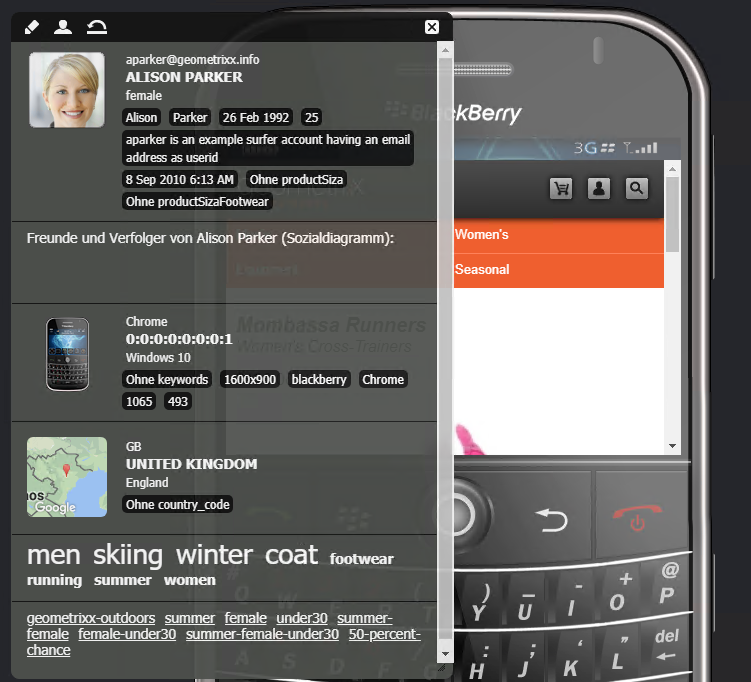 aparker@geometrixx.info
ALISON PARKER
female
Alison Parker 26 Feb 1992 25
aparker is an example surfer account having an email
address as userid
8 Sep 2010 6:13 AM Ohne productSiza
Ohne productSizaFootwear
Freunde und Verfolger von Alison Parker (Sozialdiagramm):
Chrome
0:0:0:0:0:0:0:1
Windows 10
Ohne keywords 1600x900 blackberry Chrome
1065 493
GB
UNITED KINGDOM
England
Ohne country_code
Google
men skiing winter coat footwear
running summer women
geometrixx-outdoors summer female under30 summer-
female female-under30 summer-female-under30 50-percent-
chance
BlackBerry
3G
Women's
Seasonal
Mombassa Runners
Women's Cross-Trainers
@
) _ - + P
Y U I O
; ' " del
H J K L